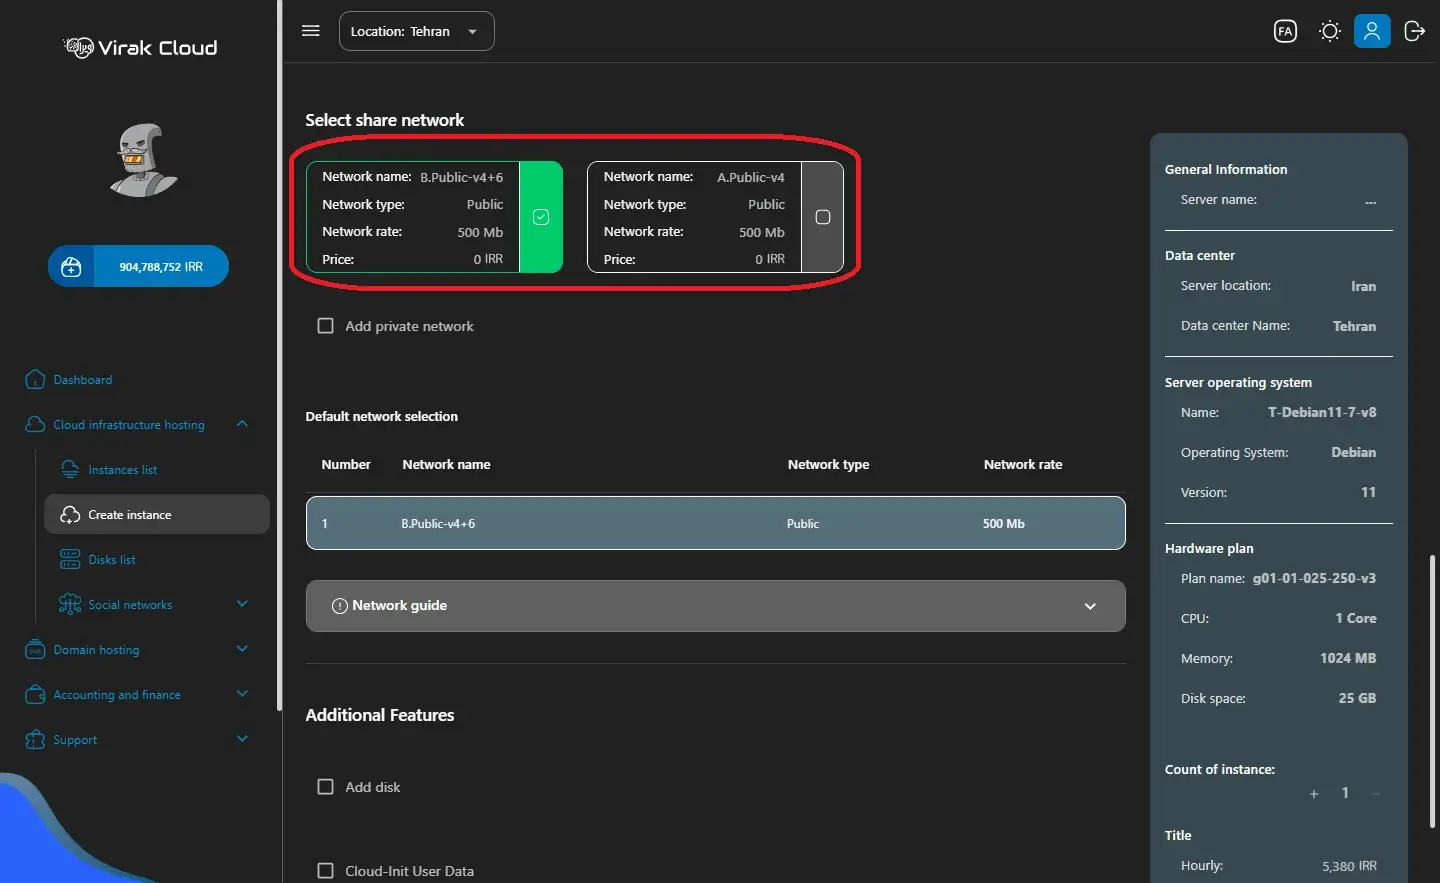 Virak Cloud
904,788,752 IRR
Dashboard
Cloud infrastructure hosting
Instances list
Create instance
Disks list
Social networks
Domain hosting
Accounting and finance
Support
Location: Tehran
FA
Select share network
Network name: B.Public-v4+6
Network type: Public
Network rate: 500 Mb
Price: 0 IRR
Network name: A.Public-v4
Network type: Public
Network rate: 500 Mb
Price: 0 IRR
Add private network
Default network selection
Number Network name Network type Network rate
1 B.Public-v4+6 Public 500 Mb
Network guide
Additional Features
Add disk
Cloud-Init User Data
General Information
Server name: ---
Data center
Server location: Iran
Data center Name: Tehran
Server operating system
Name: T-Debian11-7-v8
Operating System: Debian
Version: 11
Hardware plan
Plan name: g01-01-025-250-v3
CPU: 1 Core
Memory: 1024 MB
Disk space: 25 GB
Count of instance:
+ 1 −
Title
Hourly: 5,380 IRR